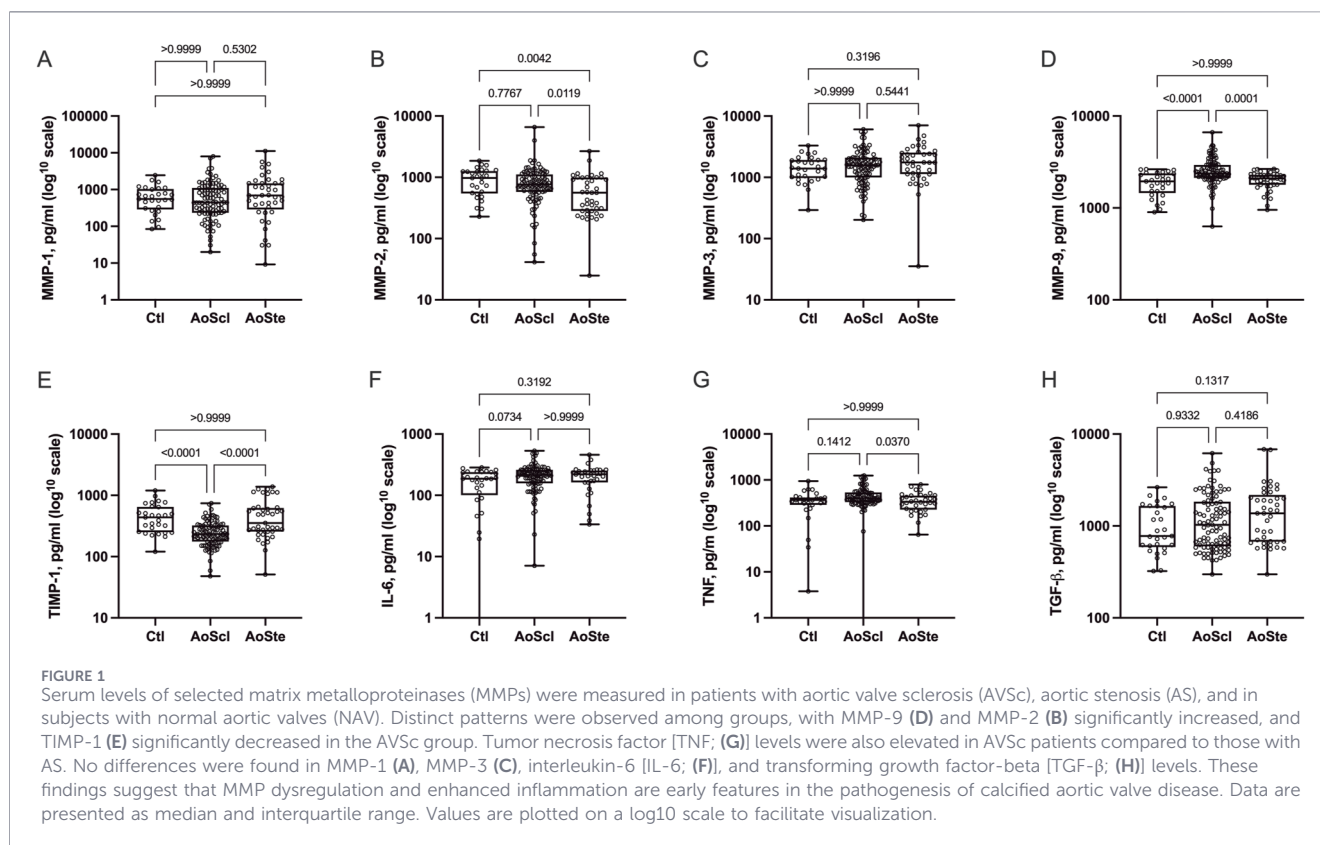 A
>0.9999 0.5302
>0.9999
MMP-1, pg/ml (log10 scale)
100000
10000
1000
100
10
1
Ctl AoScl AoSte
B
0.0042
0.7767 0.0119
MMP-2, pg/ml (log10 scale)
10000
1000
100
10
Ctl AoScl AoSte
C
0.3196
>0.9999 0.5441
MMP-3, pg/ml (log10 scale)
10000
1000
100
10
Ctl AoScl AoSte
D
>0.9999
<0.0001 0.0001
MMP-9, pg/ml (log10 scale)
10000
1000
100
Ctl AoScl AoSte
E
>0.9999
<0.0001 <0.0001
TIMP-1, pg/ml (log10 scale)
10000
1000
100
10
Ctl AoScl AoSte
F
0.3192
0.0734 >0.9999
IL-6, pg/ml (log10 scale)
1000
100
10
1
Ctl AoScl AoSte
G
>0.9999
0.1412 0.0370
TNF, pg/m (log10 scale)
10000
1000
100
10
1
Ctl AoScl AoSte
H
0.1317
0.9332 0.4186
TGF-β, pg/ml (log10 scale)
10000
1000
100
Ctl AoScl AoSte
FIGURE 1
Serum levels of selected matrix metalloproteinases (MMPs) were measured in patients with aortic valve sclerosis (AVSc), aortic stenosis (AS), and in
subjects with normal aortic valves (NAV). Distinct patterns were observed among groups, with MMP-9 (D) and MMP-2 (B) significantly increased, and
TIMP-1 (E) significantly decreased in the AVSc group. Tumor necrosis factor [TNF; (G)] levels were also elevated in AVSc patients compared to those with
AS. No differences were found in MMP-1 (A), MMP-3 (C), interleukin-6 [IL-6; (F)], and transforming growth factor-beta [TGF-β; (H)] levels. These
findings suggest that MMP dysregulation and enhanced inflammation are early features in the pathogenesis of calcified aortic valve disease. Data are
presented as median and interquartile range. Values are plotted on a log10 scale to facilitate visualization.